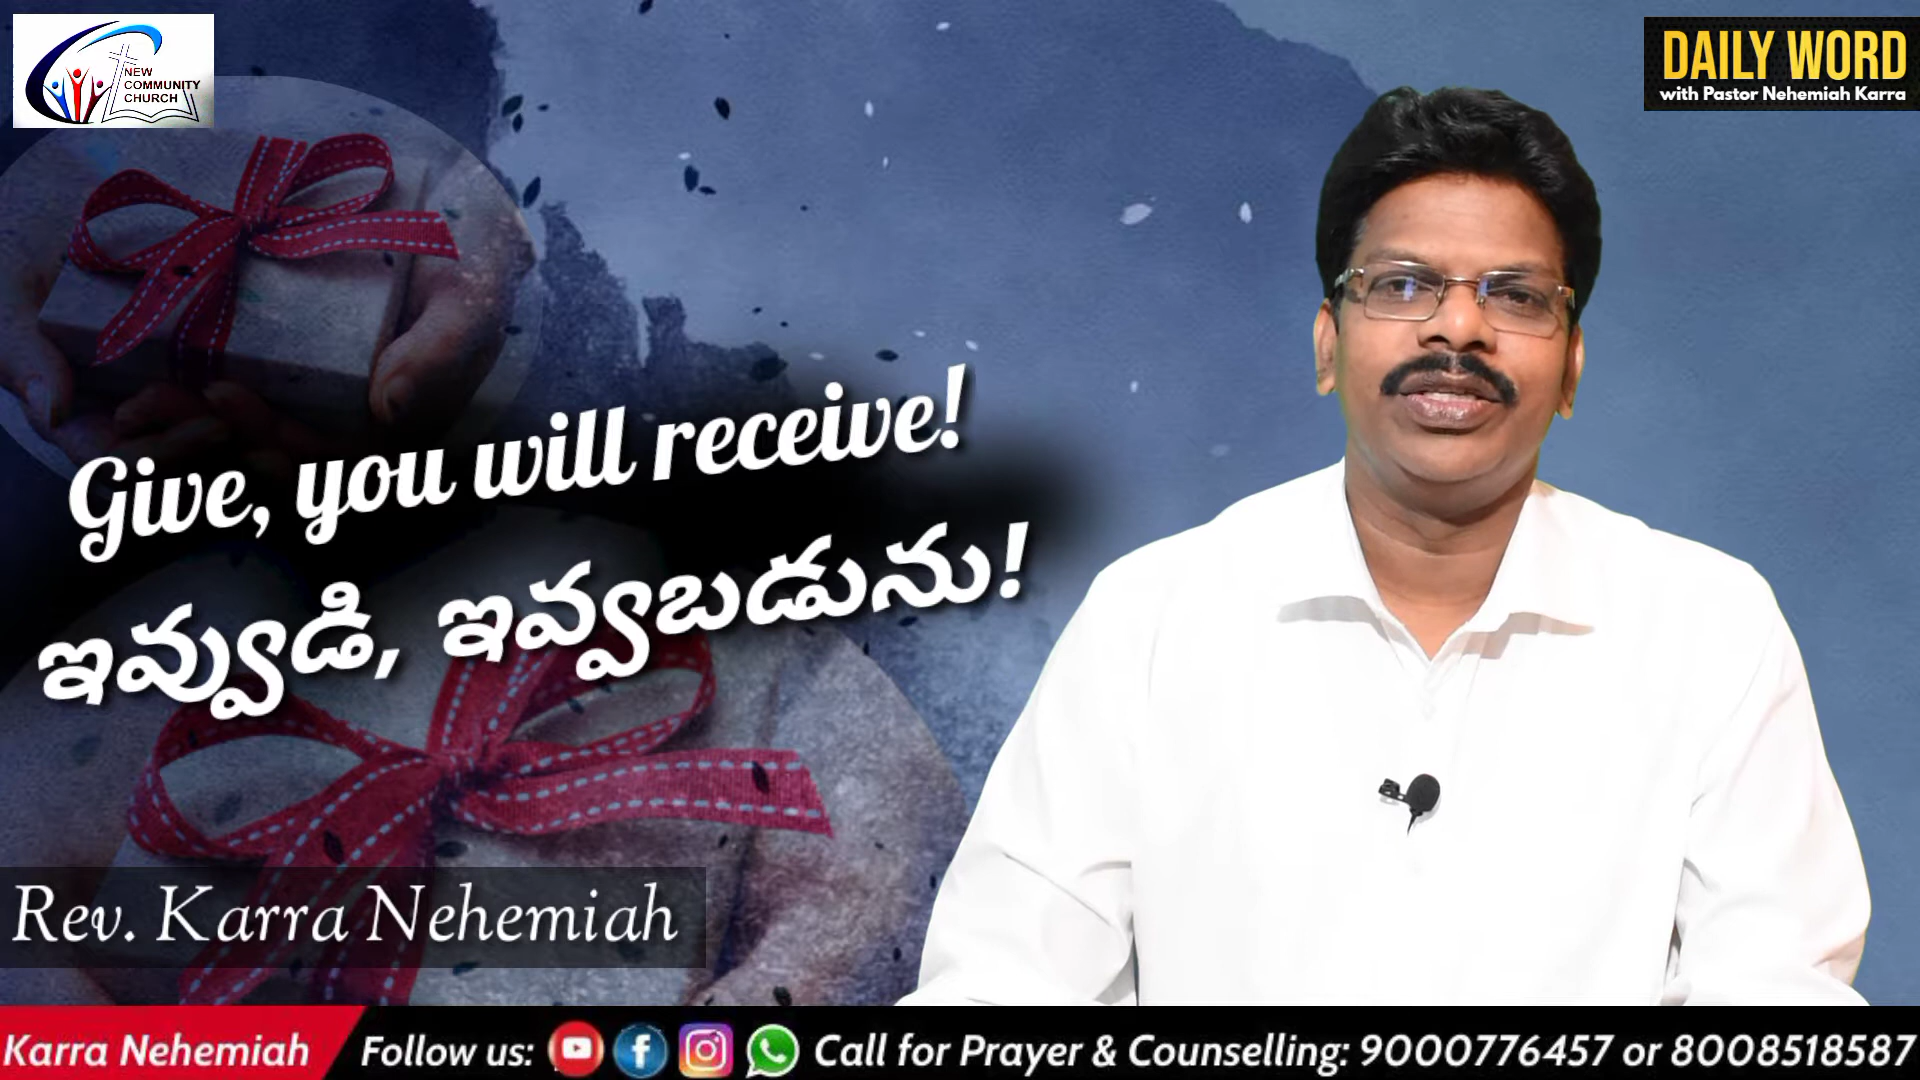 NEW
COMMUNITY
CHURCH
DAILY WORD
with Pastor Nehemiah Karra
Give, you will receive!
ఇవ్వుడి, ఇవ్వబడును!
Rev. Karra Nehemiah
Karra Nehemiah Follow us: Call for Prayer & Counselling: 9000776457 or 8008518587